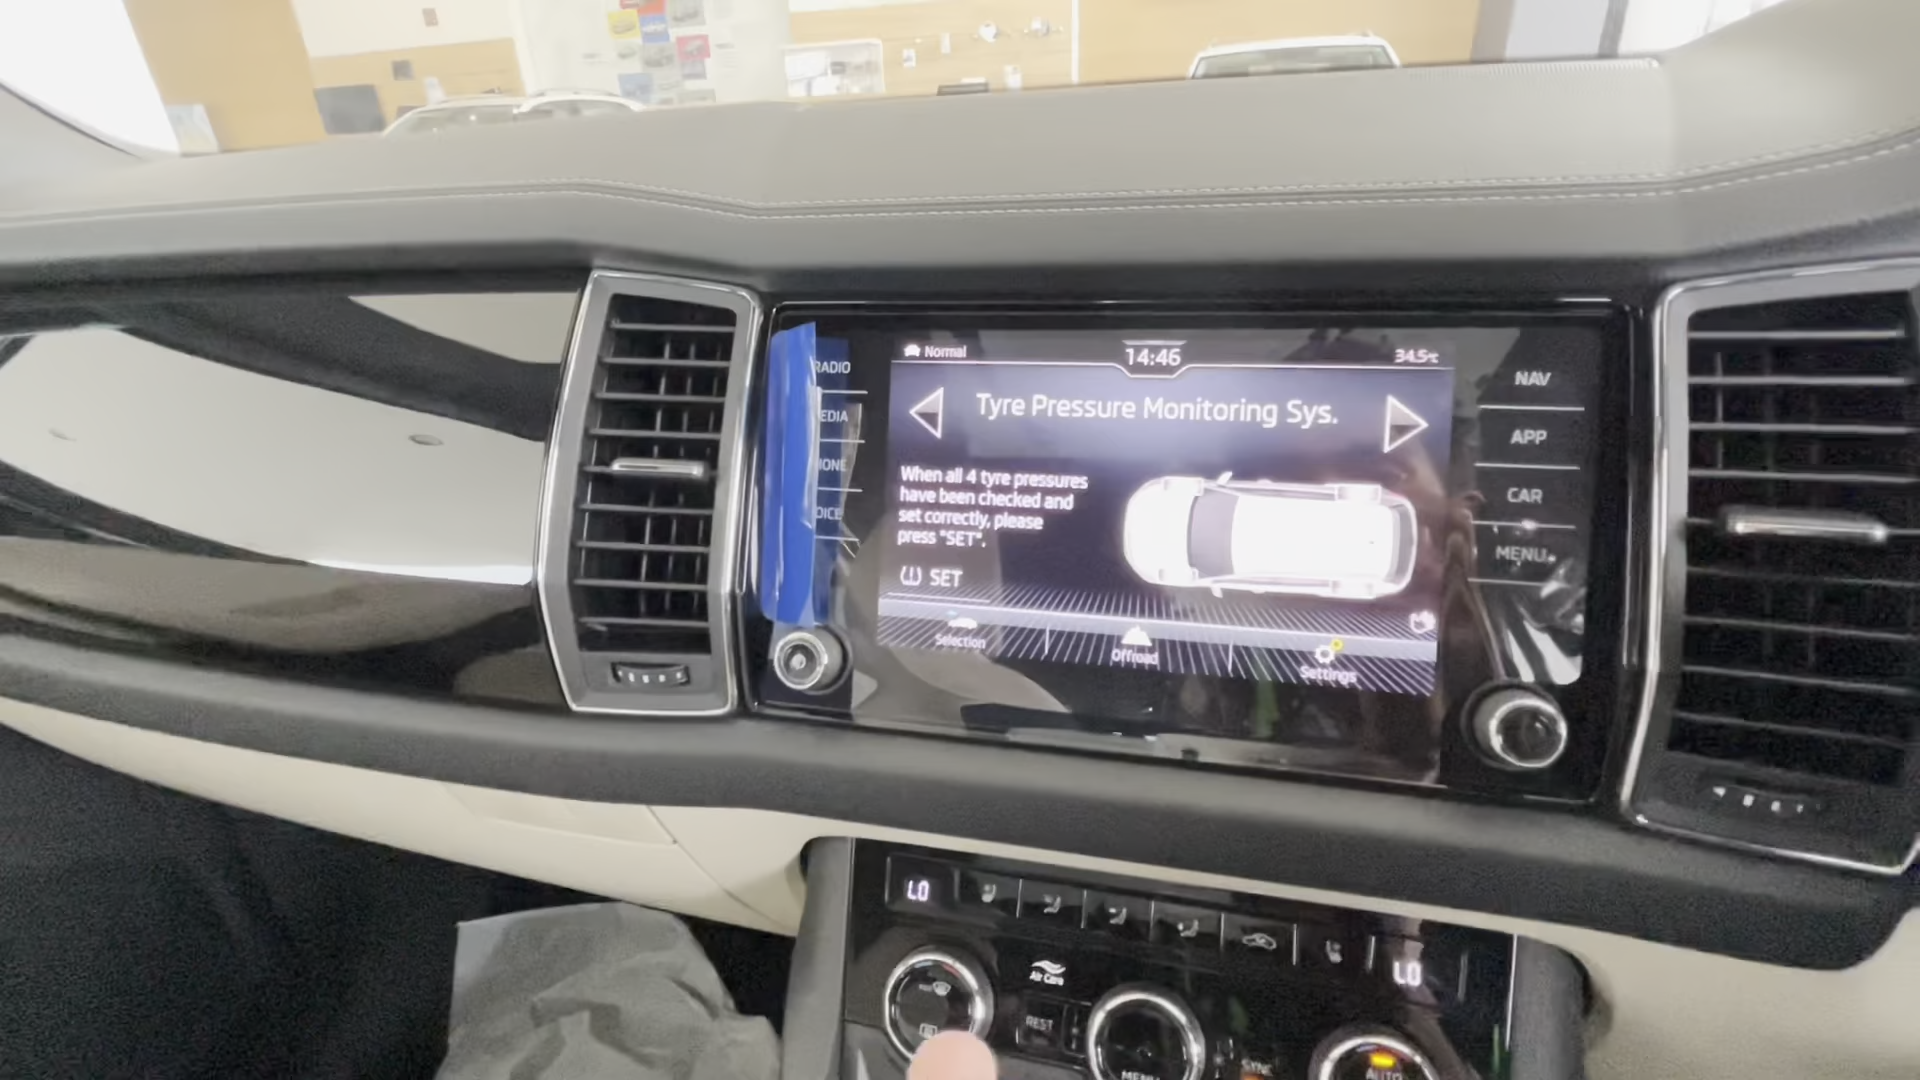 Normal
14:46
34.5°C
RADIO
EDIA
IONE
OICE
Tyre Pressure Monitoring Sys.
When all 4 tyre pressures
have been checked and
set correctly, please
press "SET".
SET
Selection
Offroad
Settings
NAV
APP
CAR
MENU
LO
LO
Air Care
REST
MENU
SYNC
AUTO